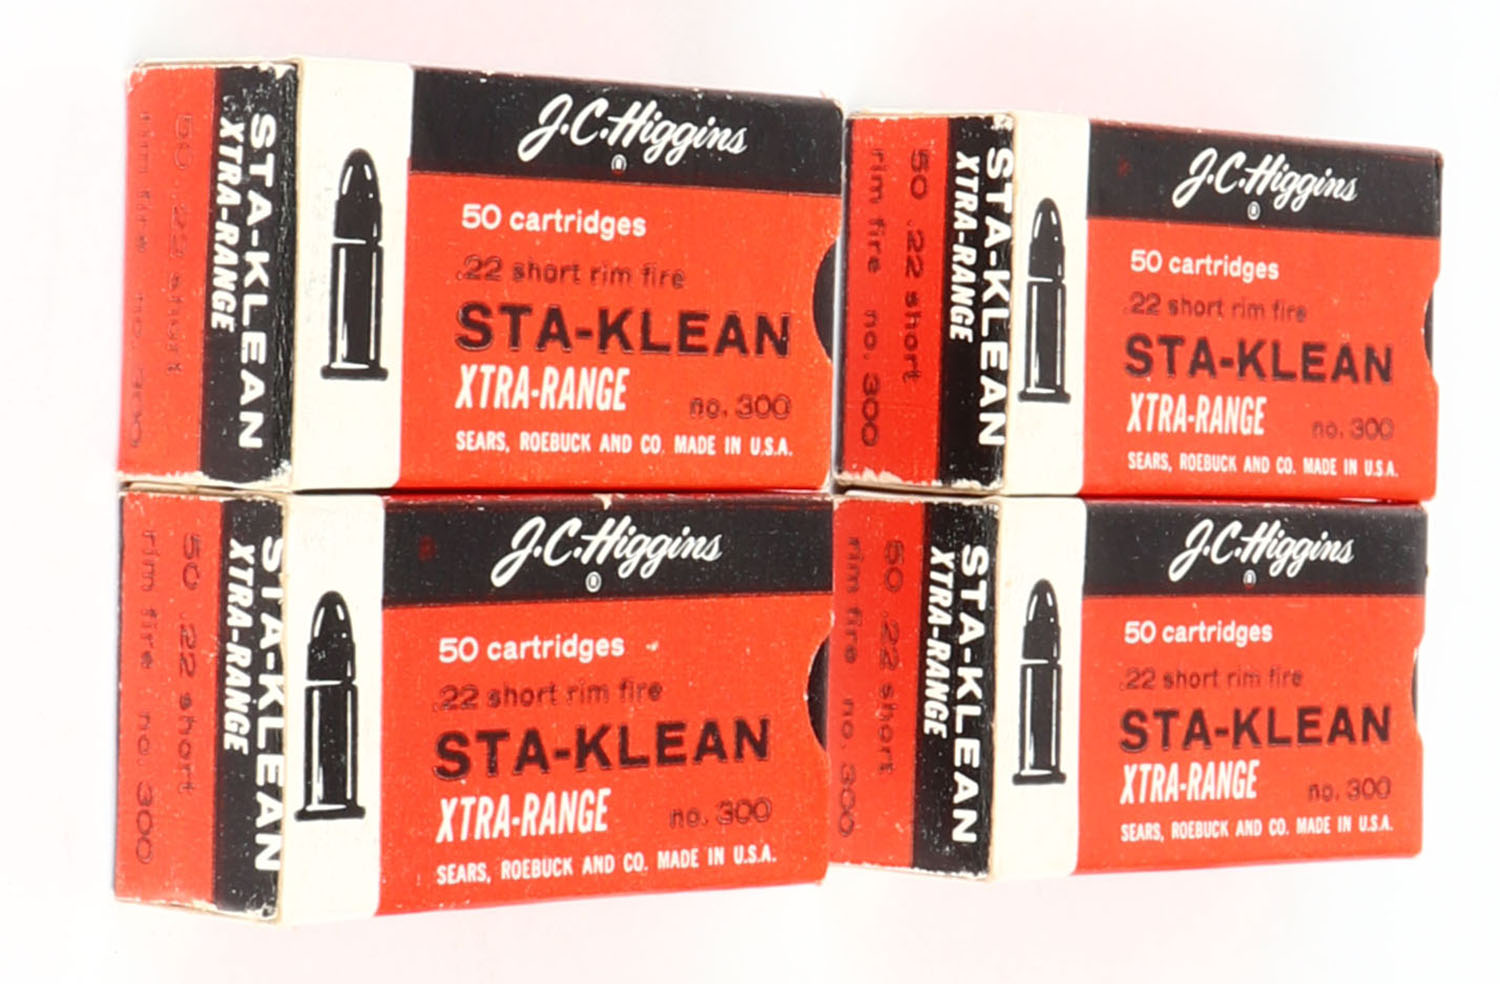 50 .22 short
rim fire no. 300
STA-KLEAN
XTRA-RANGE
J.C.Higgins
®
50 cartridges
.22 short rim fire
STA-KLEAN
XTRA-RANGE
no. 300
SEARS, ROEBUCK AND CO. MADE IN U.S.A.
50 .22 short
rim fire no. 300
STA-KLEAN
XTRA-RANGE
J.C.Higgins
®
50 cartridges
.22 short rim fire
STA-KLEAN
XTRA-RANGE
no. 300
SEARS, ROEBUCK AND CO. MADE IN U.S.A.
50 .22 short
rim fire no. 300
STA-KLEAN
XTRA-RANGE
J.C.Higgins
®
50 cartridges
.22 short rim fire
STA-KLEAN
XTRA-RANGE
no. 300
SEARS, ROEBUCK AND CO. MADE IN U.S.A.
50 .22 short
rim fire no. 300
STA-KLEAN
XTRA-RANGE
J.C.Higgins
®
50 cartridges
.22 short rim fire
STA-KLEAN
XTRA-RANGE
no. 300
SEARS, ROEBUCK AND CO. MADE IN U.S.A.